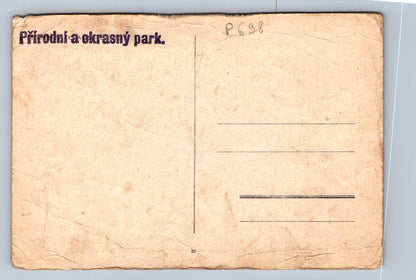 Přírodní a okrasný park.
P698